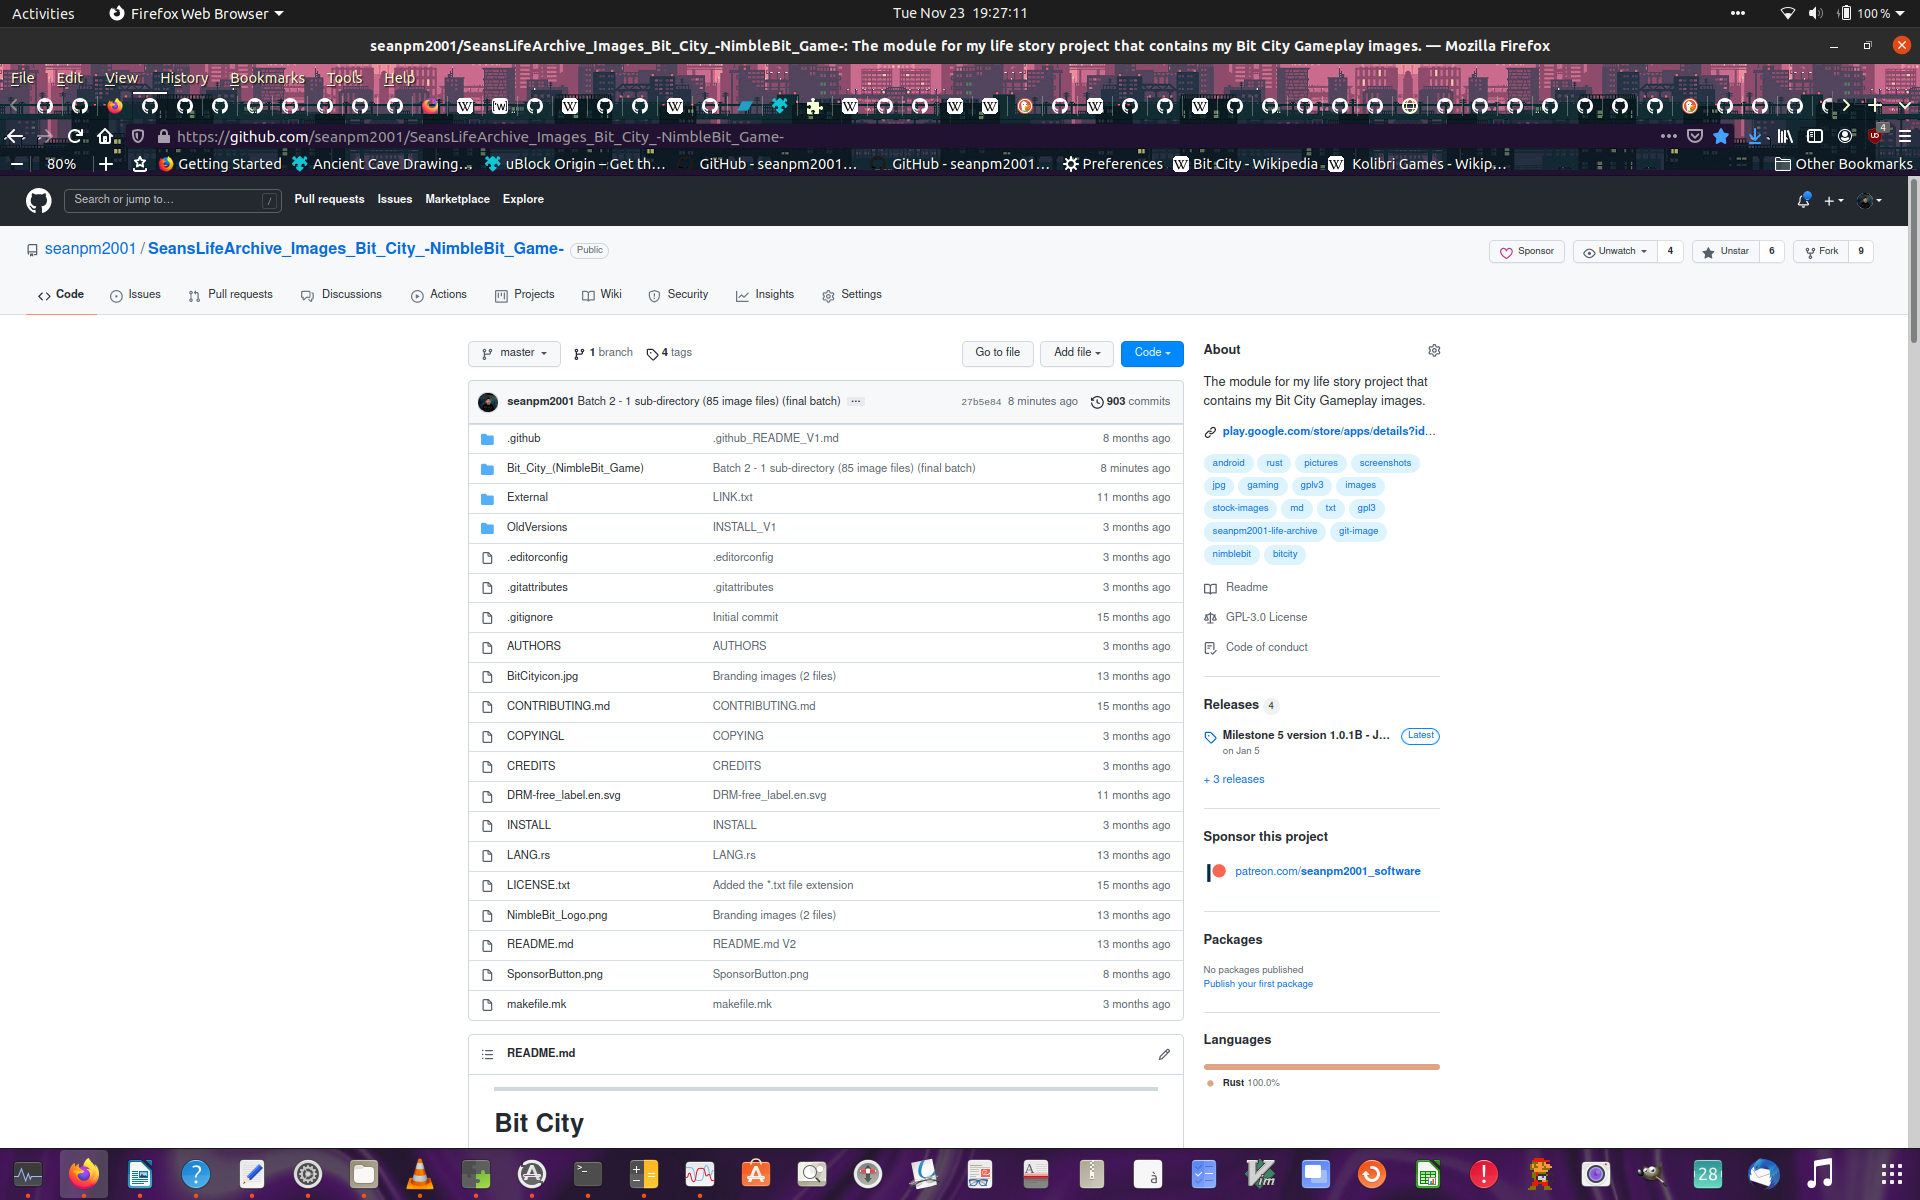 Activities
Firefox Web Browser
Tue Nov 23 19:27:11
100 %
seanpm2001/SeansLifeArchive_Images_Bit_City_-NimbleBit_Game-: The module for my life story project that contains my Bit City Gameplay images. — Mozilla Firefox
File Edit View History Bookmarks Tools Help
https://github.com/seanpm2001/SeansLifeArchive_Images_Bit_City_-NimbleBit_Game-
4
80%
Getting Started
Ancient Cave Drawing…
uBlock Origin – Get th…
GitHub - seanpm2001…
GitHub - seanpm2001…
Preferences
Bit City - Wikipedia
Kolibri Games - Wikip…
Other Bookmarks
Search or jump to… /
Pull requests Issues Marketplace Explore
seanpm2001 / SeansLifeArchive_Images_Bit_City_-NimbleBit_Game- Public
Sponsor Unwatch 4 Unstar 6 Fork 9
Code Issues Pull requests Discussions Actions Projects Wiki Security Insights Settings
master 1 branch 4 tags Go to file Add file Code
seanpm2001 Batch 2 - 1 sub-directory (85 image files) (final batch) ··· 27b5e84 8 minutes ago 903 commits
.github .github_README_V1.md 8 months ago
Bit_City_(NimbleBit_Game) Batch 2 - 1 sub-directory (85 image files) (final batch) 8 minutes ago
External LINK.txt 11 months ago
OldVersions INSTALL_V1 3 months ago
.editorconfig .editorconfig 3 months ago
.gitattributes .gitattributes 3 months ago
.gitignore Initial commit 15 months ago
AUTHORS AUTHORS 3 months ago
BitCityicon.jpg Branding images (2 files) 13 months ago
CONTRIBUTING.md CONTRIBUTING.md 15 months ago
COPYINGL COPYING 3 months ago
CREDITS CREDITS 3 months ago
DRM-free_label.en.svg DRM-free_label.en.svg 11 months ago
INSTALL INSTALL 3 months ago
LANG.rs LANG.rs 13 months ago
LICENSE.txt Added the *.txt file extension 15 months ago
NimbleBit_Logo.png Branding images (2 files) 13 months ago
README.md README.md V2 13 months ago
SponsorButton.png SponsorButton.png 8 months ago
makefile.mk makefile.mk 3 months ago
README.md
Bit City
About
The module for my life story project that
contains my Bit City Gameplay images.
play.google.com/store/apps/details?id…
android rust pictures screenshots
jpg gaming gplv3 images
stock-images md txt gpl3
seanpm2001-life-archive git-image
nimblebit bitcity
Readme
GPL-3.0 License
Code of conduct
Releases 4
Milestone 5 version 1.0.1B - J… Latest
on Jan 5
+ 3 releases
Sponsor this project
patreon.com/seanpm2001_software
Packages
No packages published
Publish your first package
Languages
Rust 100.0%
28